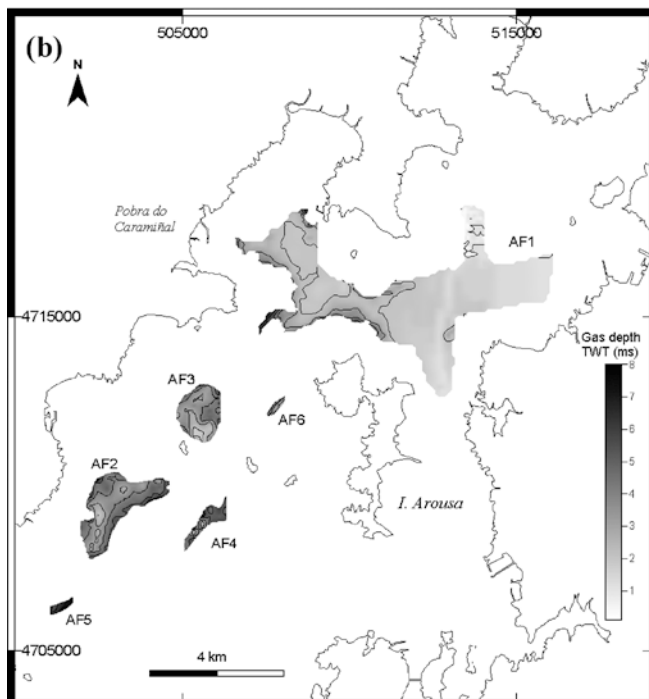 505000 515000
(b)
N
Pobra do
Caramiñal
AF1
4715000
Gas depth
TWT (ms)
8
7
6
5
4
3
2
1
AF3
AF6
AF2
I. Arousa
AF4
AF5
4705000
4 km